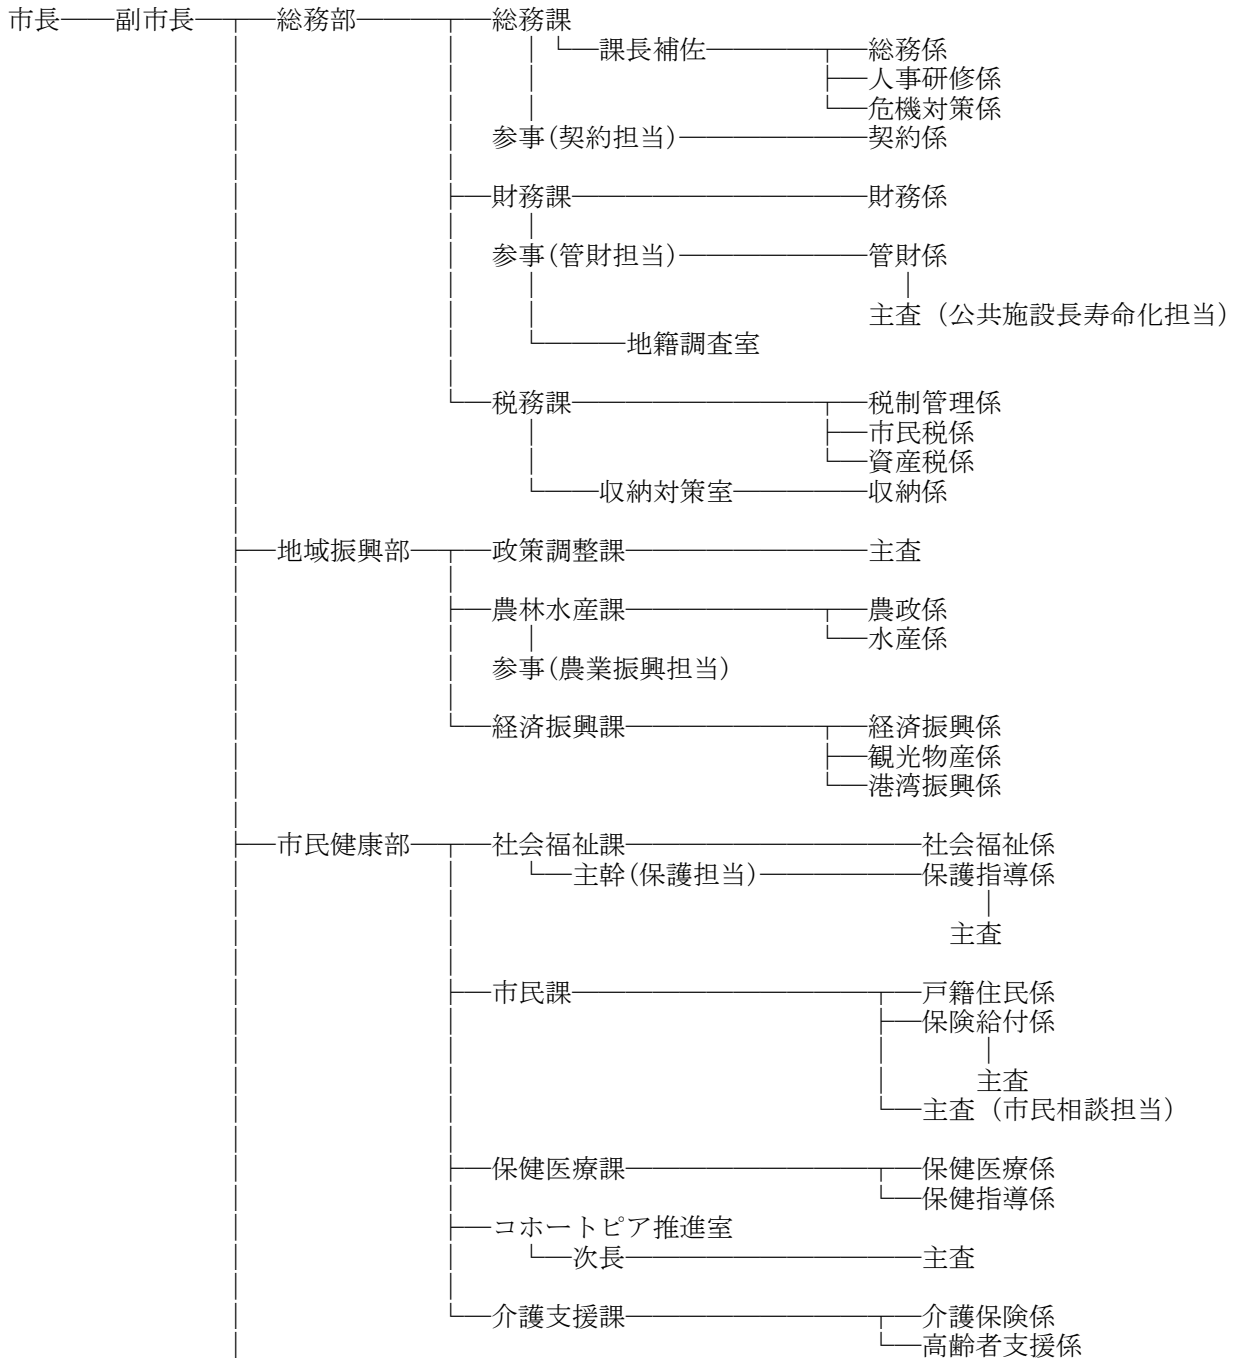 市長 副市長 総務部 総務課
課長補佐 総務係
人事研修係
危機対策係
参事(契約担当) 契約係
財務課 財務係
参事(管財担当) 管財係
主査（公共施設長寿命化担当）
地籍調査室
税務課 税制管理係
市民税係
資産税係
収納対策室 収納係
地域振興部 政策調整課 主査
農林水産課 農政係
水産係
参事(農業振興担当)
経済振興課 経済振興係
観光物産係
港湾振興係
市民健康部 社会福祉課 社会福祉係
主幹(保護担当) 保護指導係
主査
市民課 戸籍住民係
保険給付係
主査
主査（市民相談担当）
保健医療課 保健医療係
保健指導係
コホートピア推進室
次長 主査
介護支援課 介護保険係
高齢者支援係